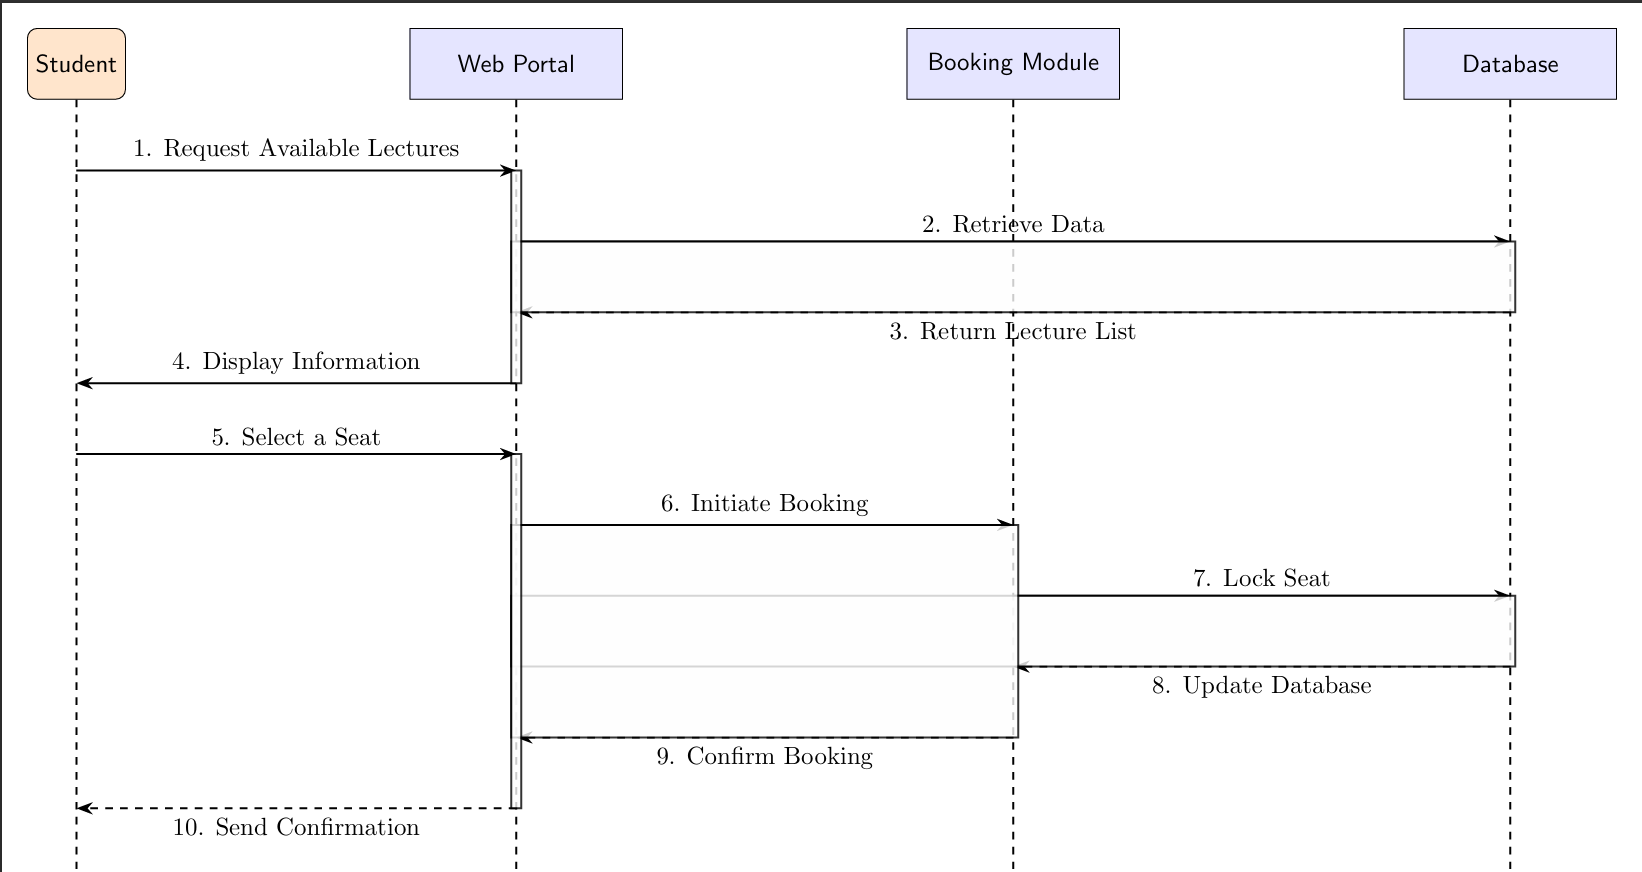 Student
Web Portal
Booking Module
Database
1. Request Available Lectures
2. Retrieve Data
3. Return Lecture List
4. Display Information
5. Select a Seat
6. Initiate Booking
7. Lock Seat
8. Update Database
9. Confirm Booking
10. Send Confirmation